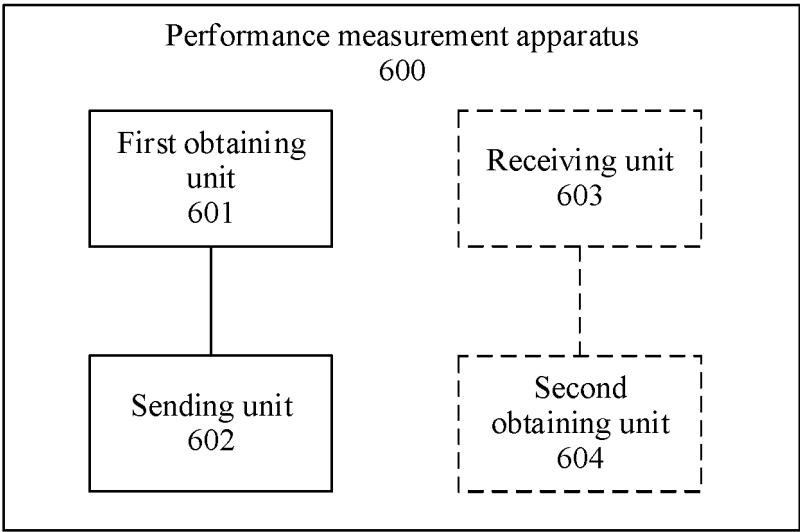 Performance measurement apparatus
600
First obtaining
unit
601
Receiving unit
603
Sending unit
602
Second
obtaining unit
604